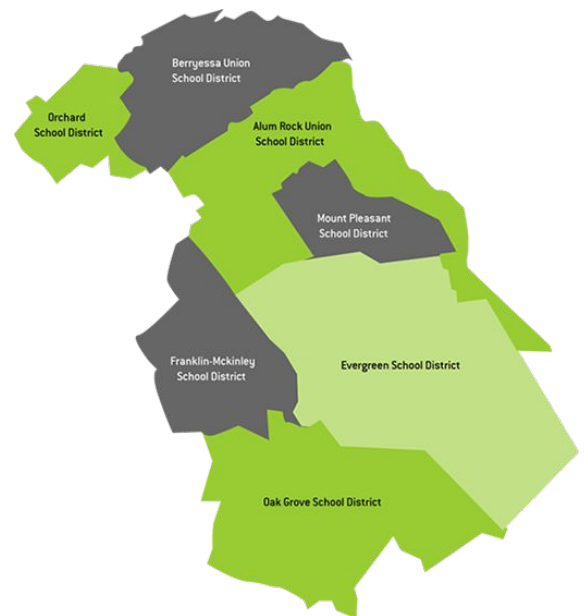 Berryessa Union
School District
Orchard
School District
Alum Rock Union
School District
Mount Pleasant
School District
Franklin-Mckinley
School District
Evergreen School District
Oak Grove School District